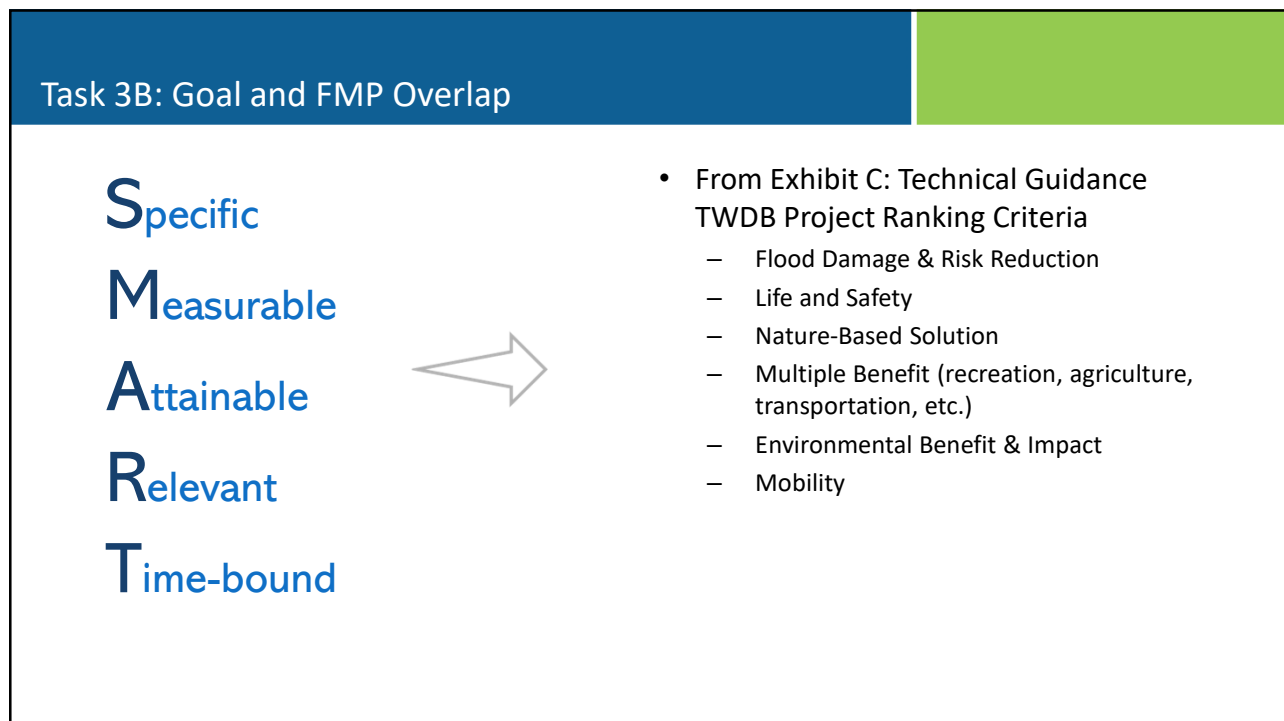 Task 3B: Goal and FMP Overlap
Specific
Measurable
Attainable
Relevant
Time-bound
• From Exhibit C: Technical Guidance
TWDB Project Ranking Criteria
– Flood Damage & Risk Reduction
– Life and Safety
– Nature-Based Solution
– Multiple Benefit (recreation, agriculture,
transportation, etc.)
– Environmental Benefit & Impact
– Mobility